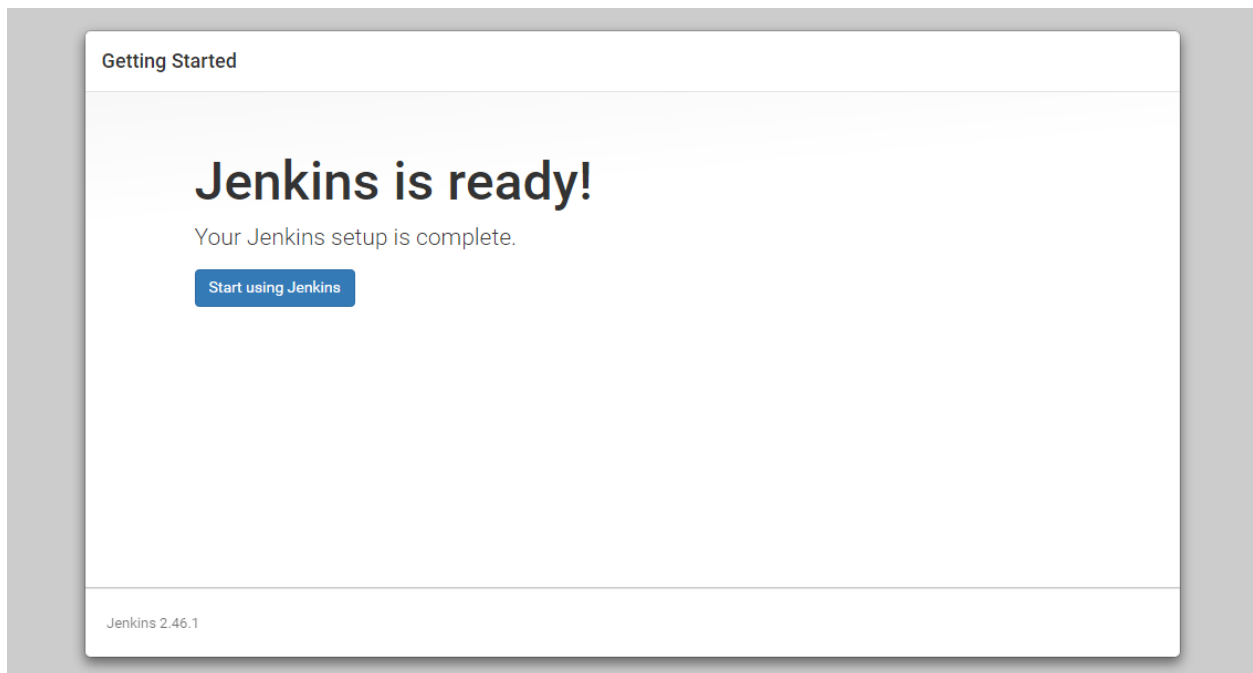 Getting Started
Jenkins is ready!
Your Jenkins setup is complete.
Start using Jenkins
Jenkins 2.46.1